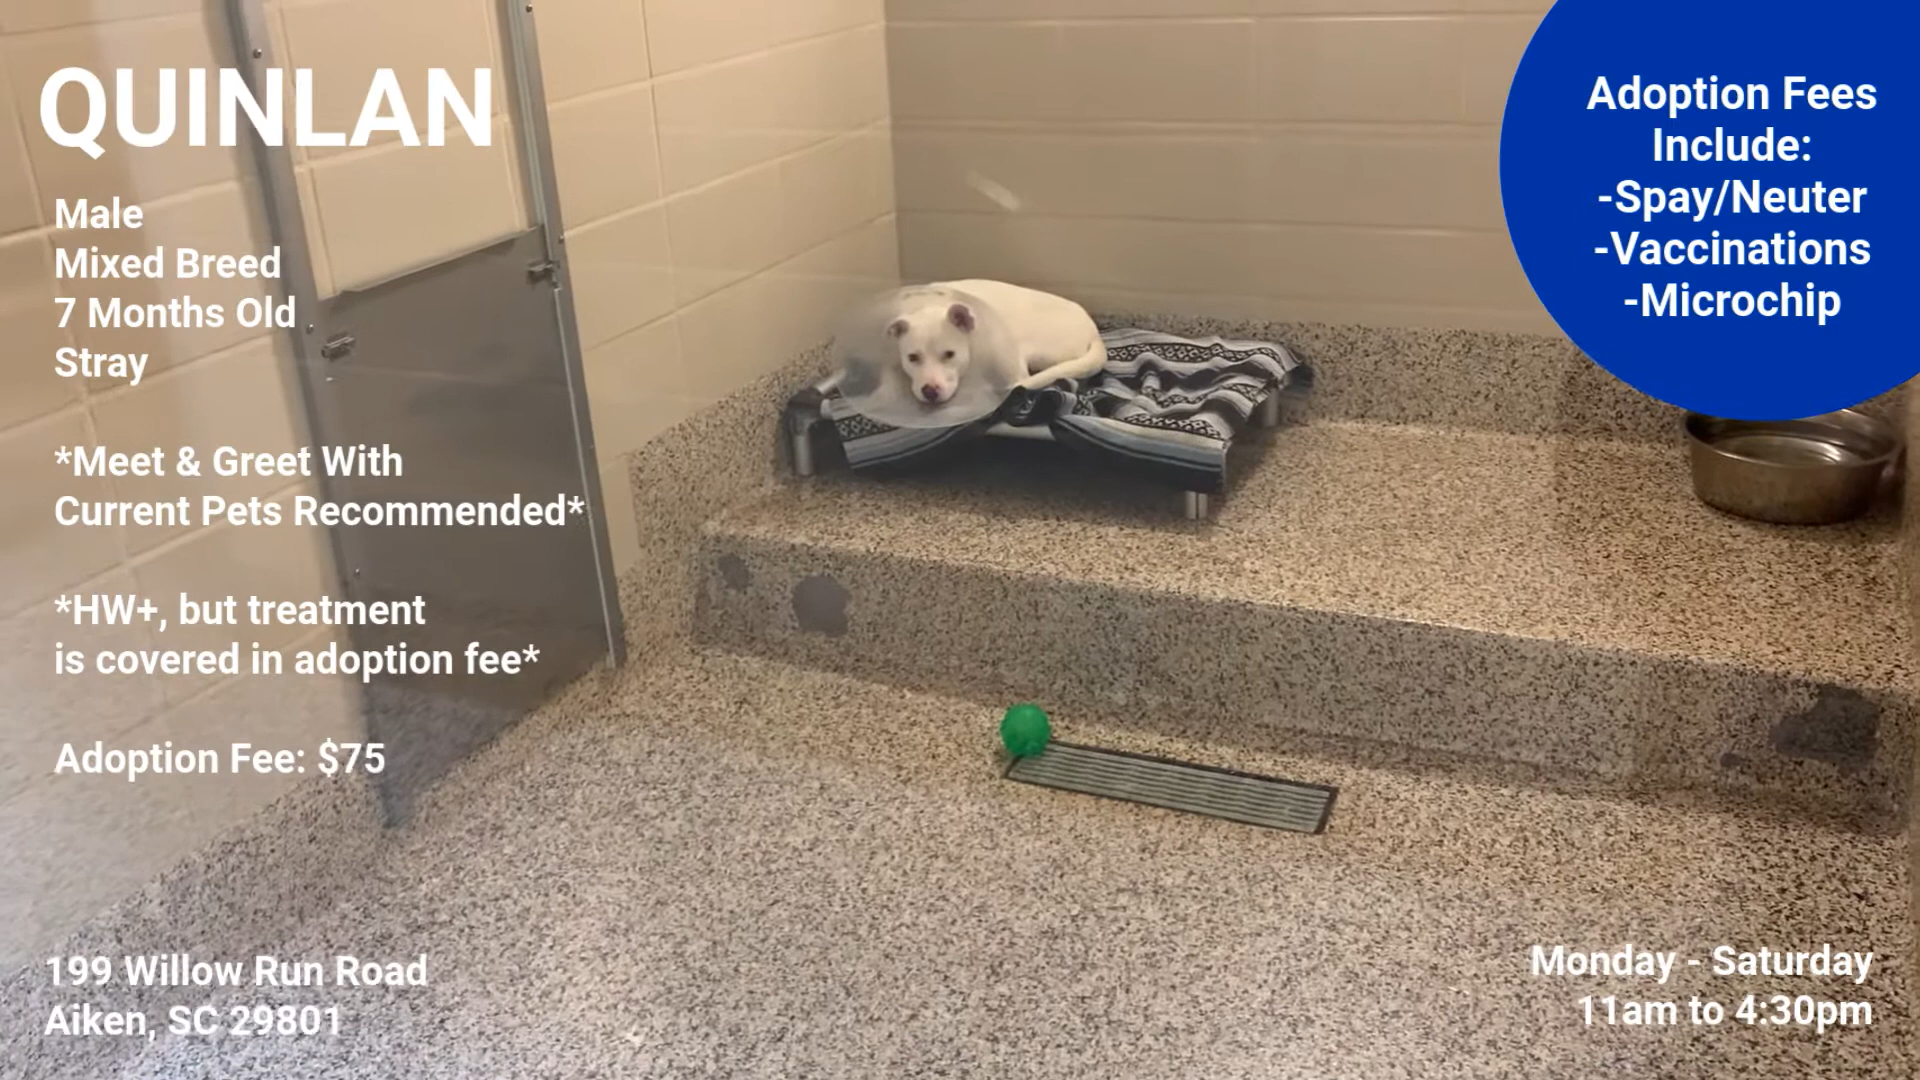 QUINLAN
Male
Mixed Breed
7 Months Old
Stray
*Meet & Greet With
Current Pets Recommended*
*HW+, but treatment
is covered in adoption fee*
Adoption Fee: $75
Adoption Fees
Include:
-Spay/Neuter
-Vaccinations
-Microchip
199 Willow Run Road
Aiken, SC 29801
Monday - Saturday
11am to 4:30pm